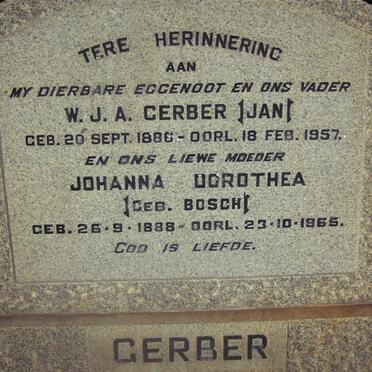 TERE HERINNERING
AAN
MY DIERBARE EGGENOOT EN ONS VADER
W. J. A. GERBER [JAN]
GEB. 20 SEPT. 1886 - OORL. 18 FEB. 1957.
EN ONS LIEWE MOEDER
JOHANNA DOROTHEA
[GEB. BOSCH]
GEB. 26-9-1888 - OORL. 23-10-1965.
GOD IS LIEFDE.
GERBER